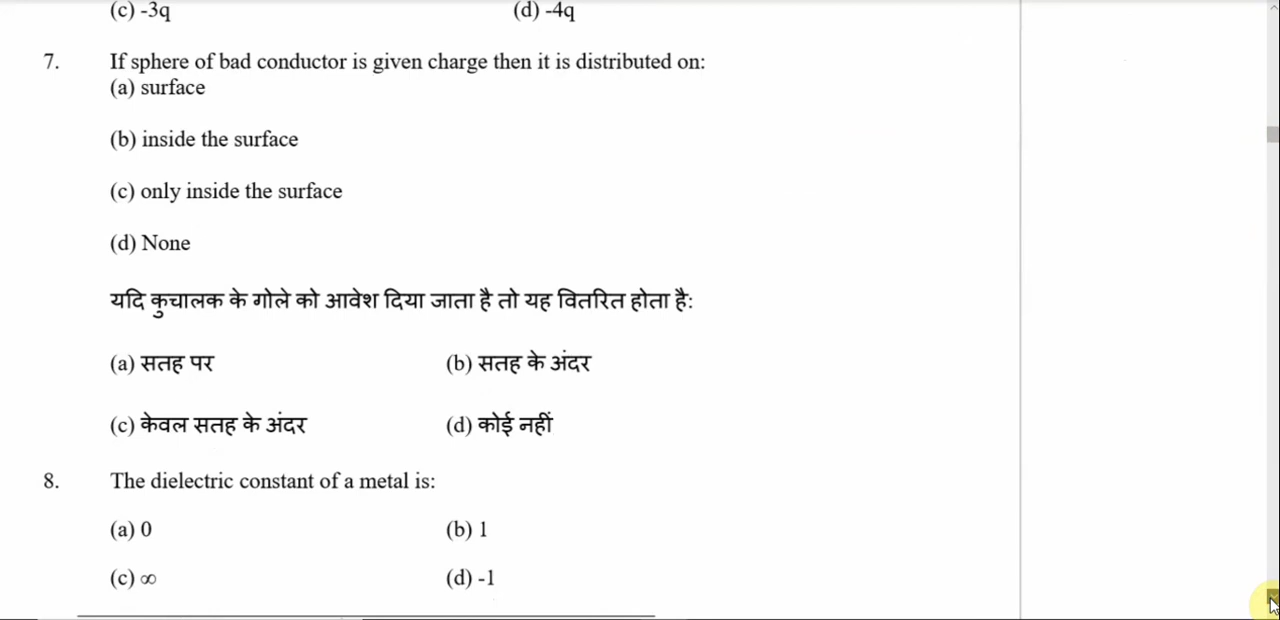 (c) -3q (d) -4q
7. If sphere of bad conductor is given charge then it is distributed on:
(a) surface
(b) inside the surface
(c) only inside the surface
(d) None
यदि कुचालक के गोले को आवेश दिया जाता है तो यह वितरित होता है:
(a) सतह पर (b) सतह के अंदर
(c) केवल सतह के अंदर (d) कोई नहीं
8. The dielectric constant of a metal is:
(a) 0 (b) 1
(c) ∞ (d) -1